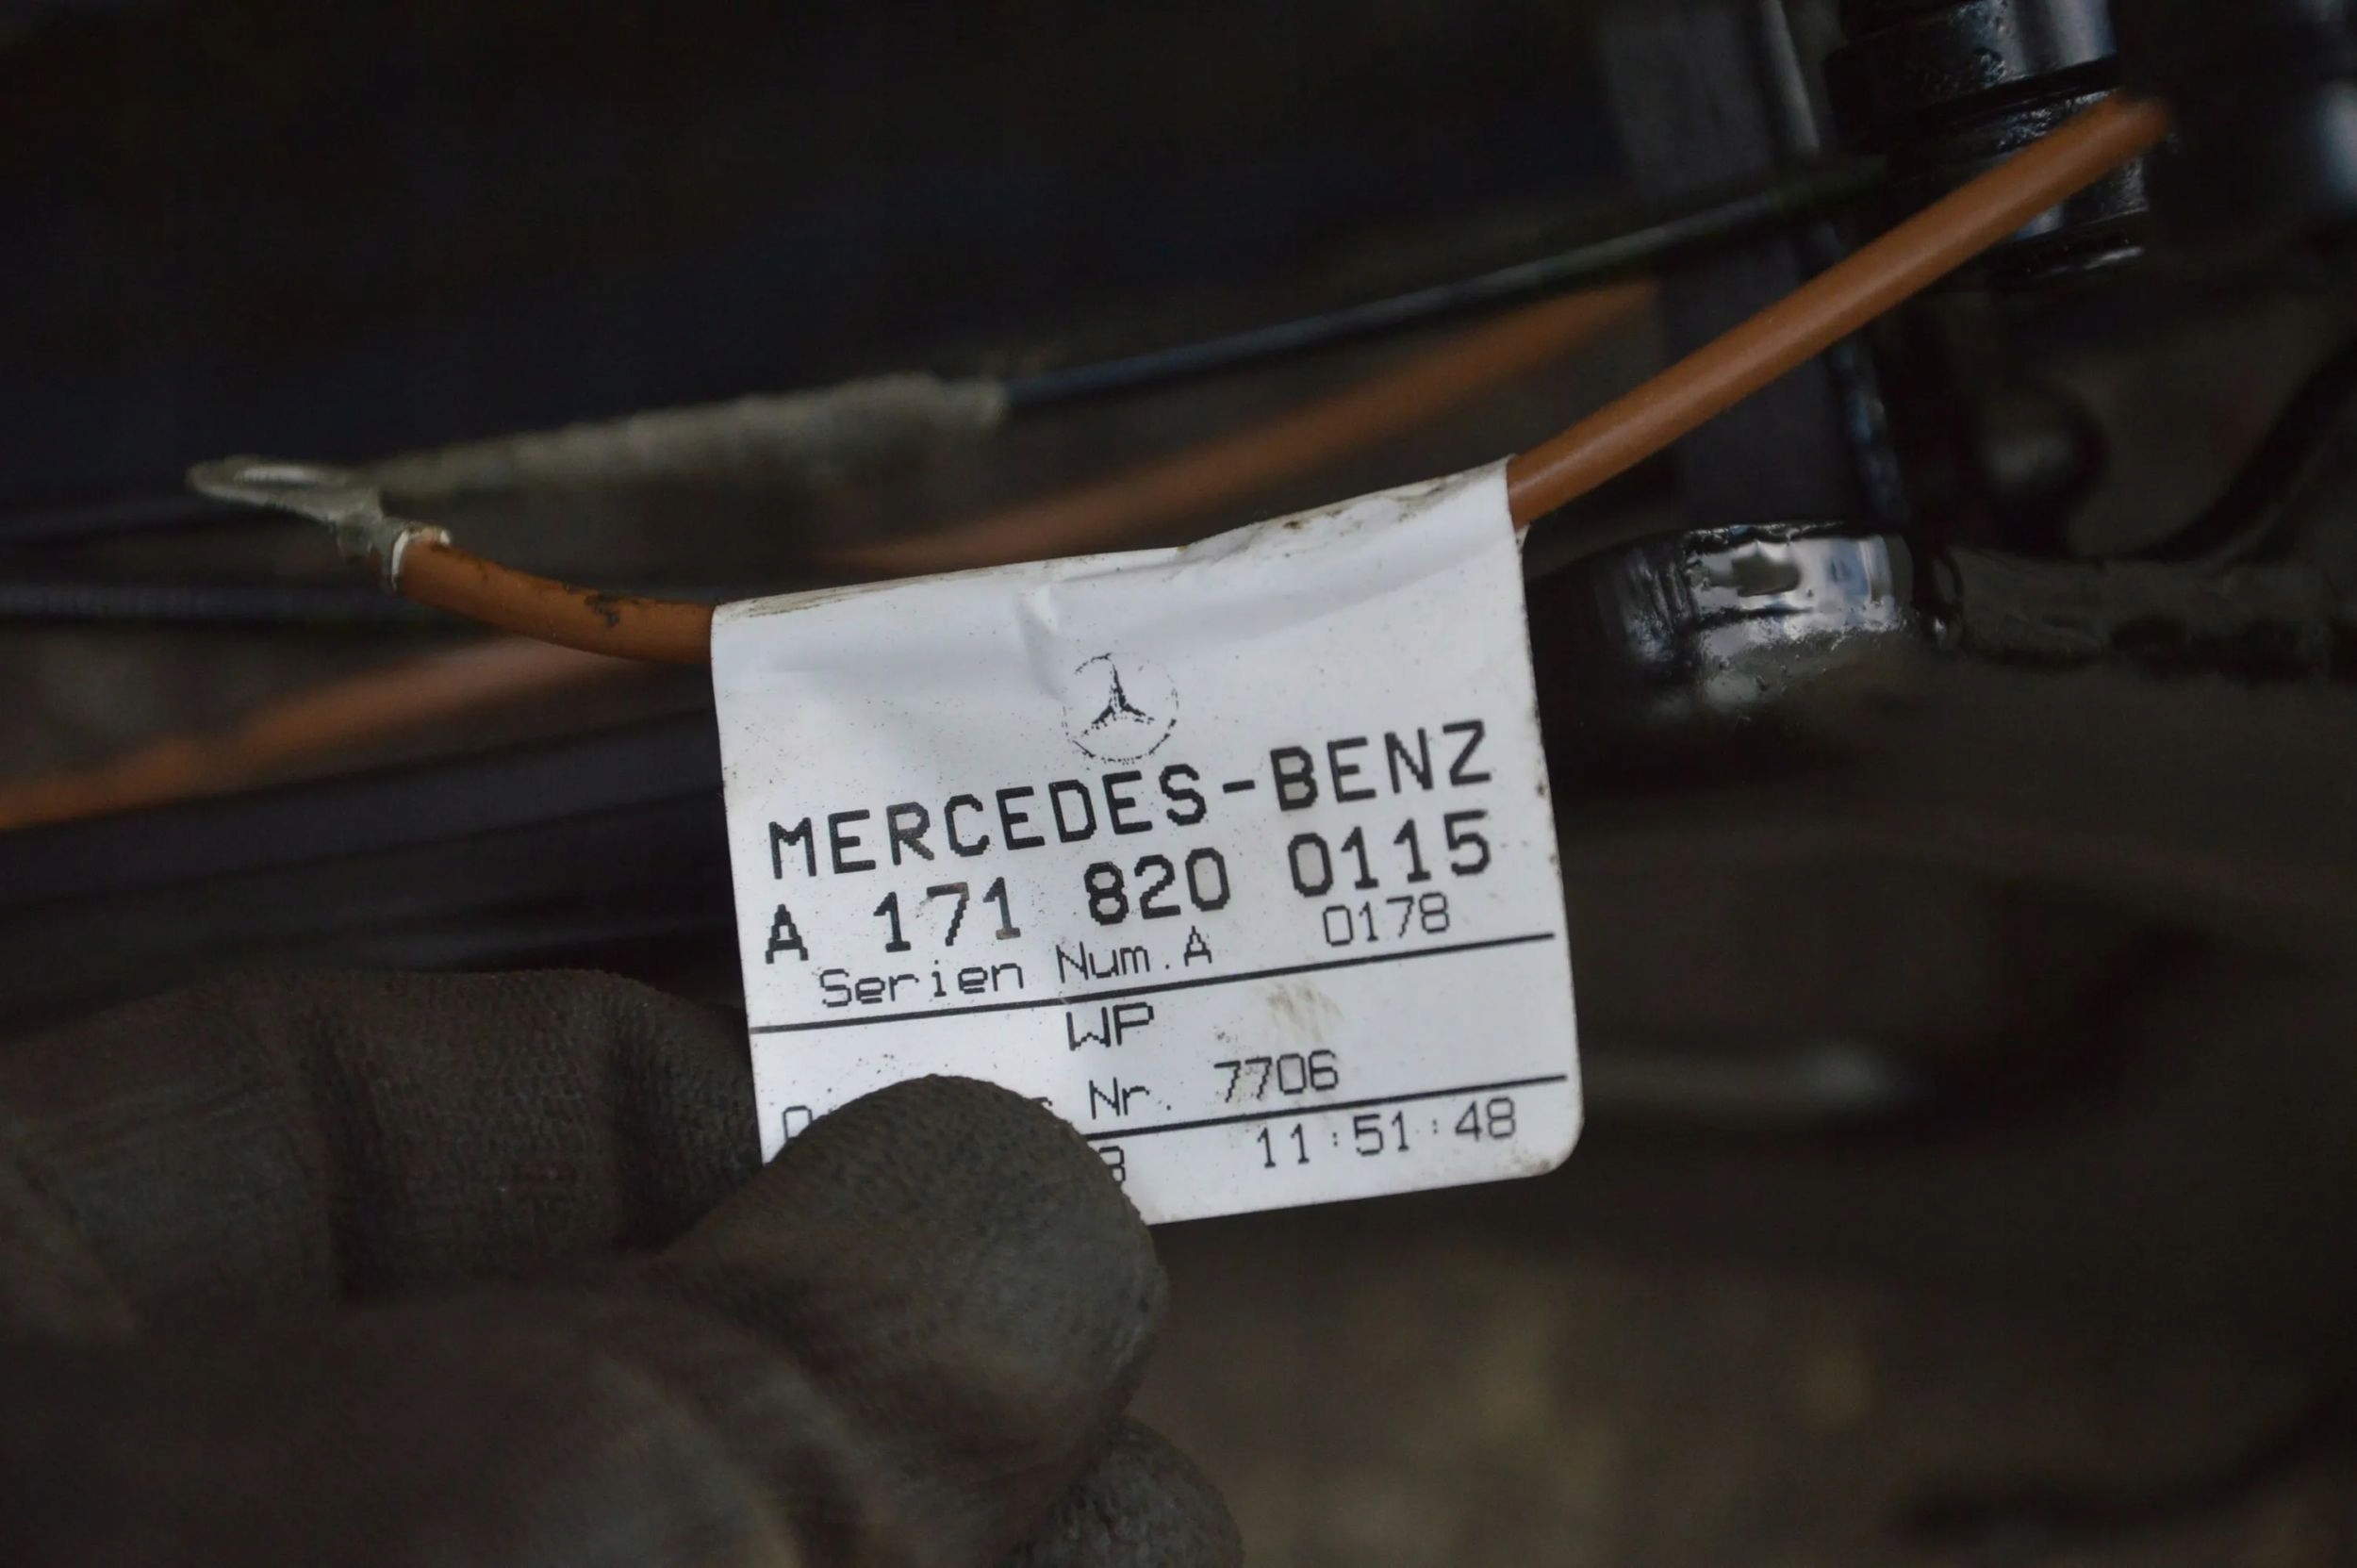 MERCEDES-BENZ
A 171 820 0115
Serien Num.A 0178
WP
Nr. 7706
11:51:48